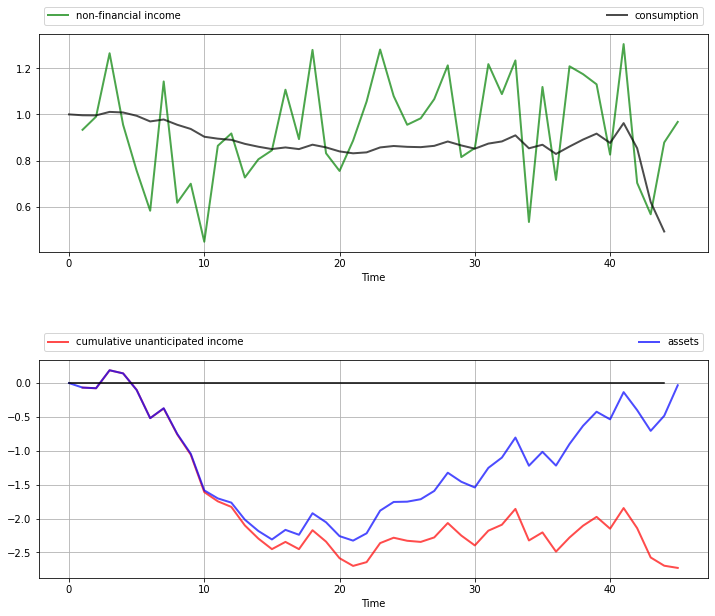 non-financial income consumption
1.2
1.0
0.8
0.6
0 10 20 30 40
Time
cumulative unanticipated income assets
0.0
−0.5
−1.0
−1.5
−2.0
−2.5
0 10 20 30 40
Time